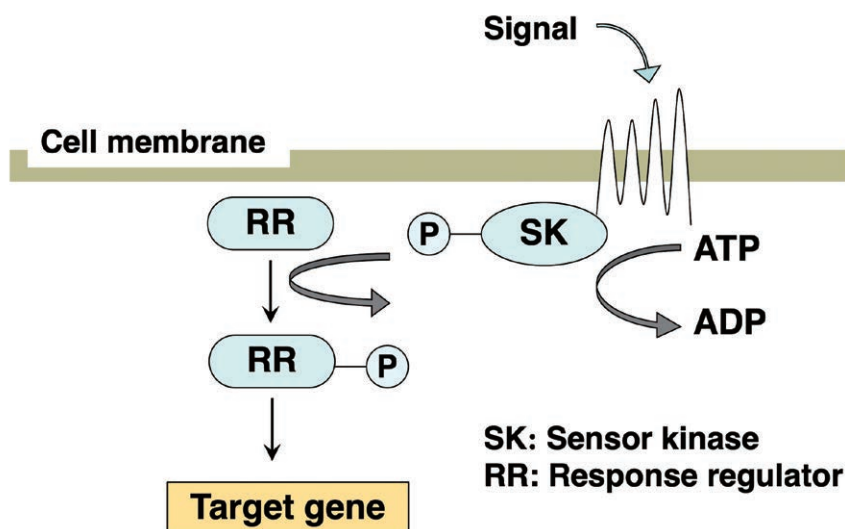 Signal
Cell membrane
RR
P
SK
ATP
ADP
RR
P
SK: Sensor kinase
RR: Response regulator
Target gene